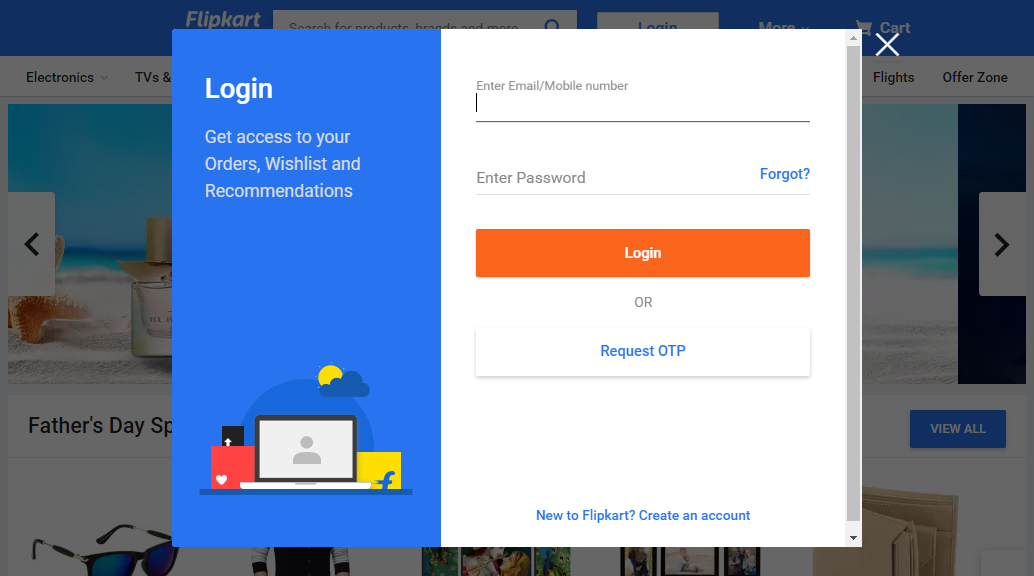 Flipkart
Search for products, brands and more
Login
More
Cart
Electronics
TVs &
Flights
Offer Zone
Login
Get access to your
Orders, Wishlist and
Recommendations
Enter Email/Mobile number
Enter Password
Forgot?
Login
OR
Request OTP
New to Flipkart? Create an account
Father's Day Sp
VIEW ALL